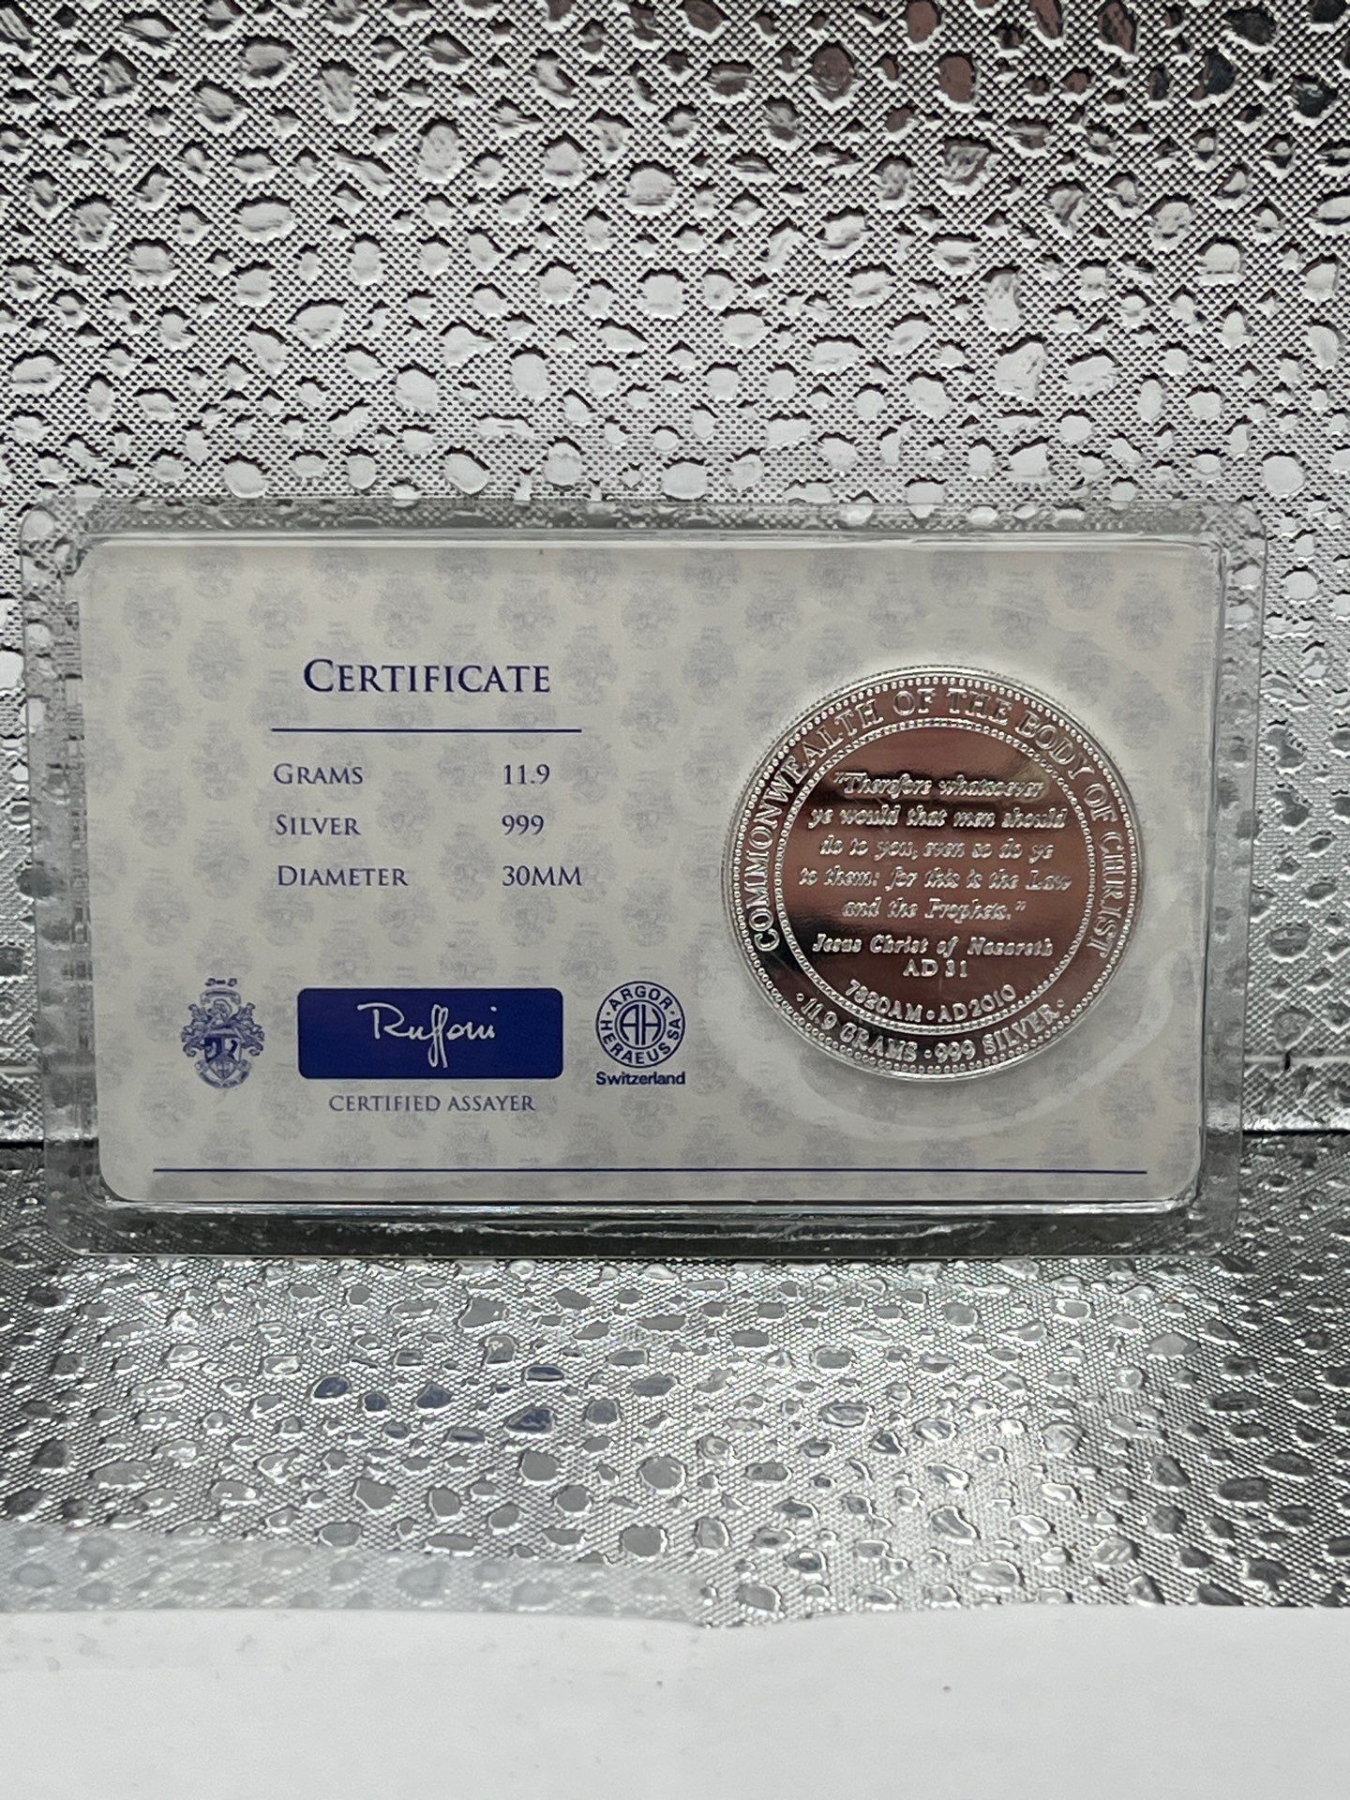 CERTIFICATE
GRAMS 11.9
SILVER 999
DIAMETER 30MM
Ruffoni
CERTIFIED ASSAYER
ARGOR HERAEUS SA
Switzerland
COMMONWEALTH OF THE BODY OF CHRIST
"Therefore whatsoever
ye would that men should
do to you, even so do ye
to them: for this is the Law
and the Prophets."
Jesus Christ of Nazareth
AD 31
7820AM · AD2010
· 11.9 GRAMS · 999 SILVER ·